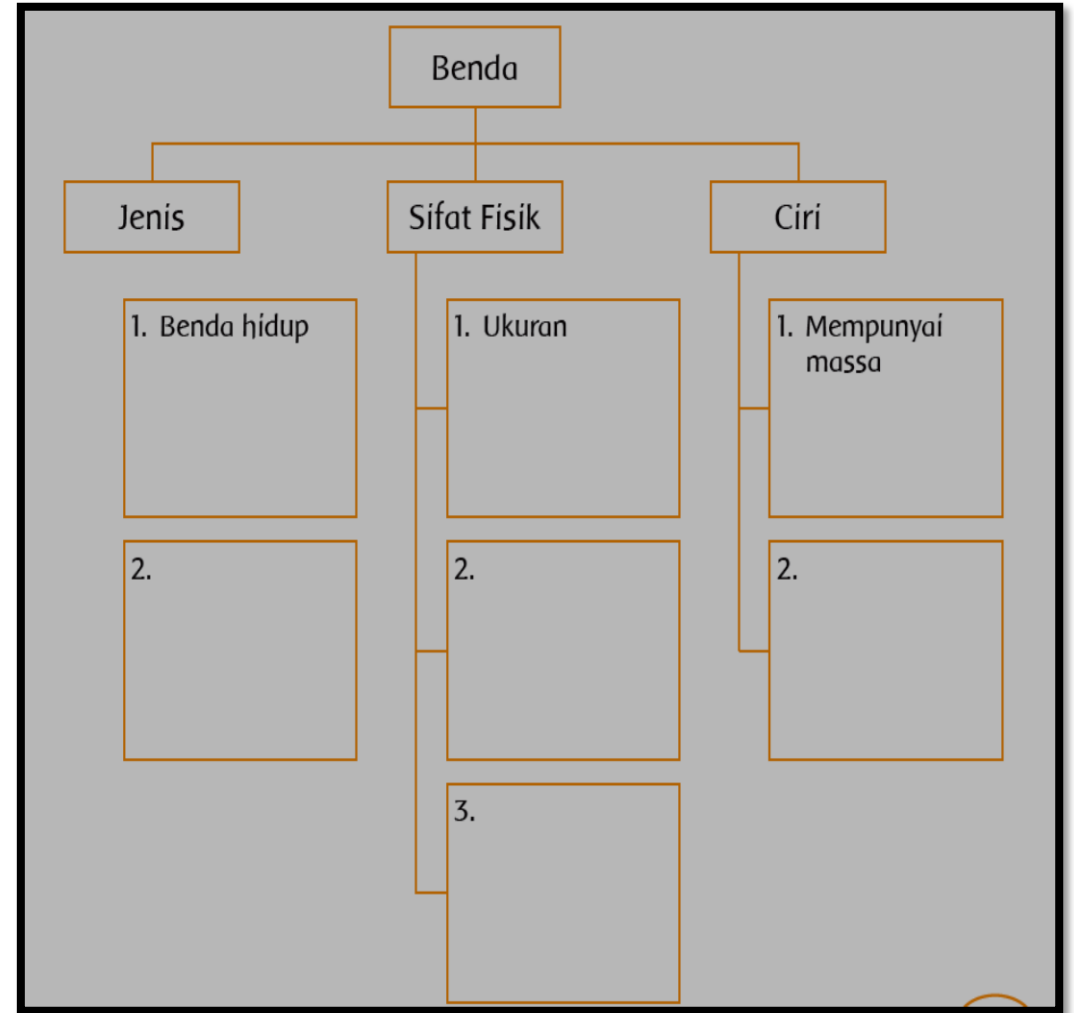 Benda
Jenis
Sifat Fisik
Ciri
1. Benda hidup
1. Ukuran
1. Mempunyai
massa
2.
2.
2.
3.